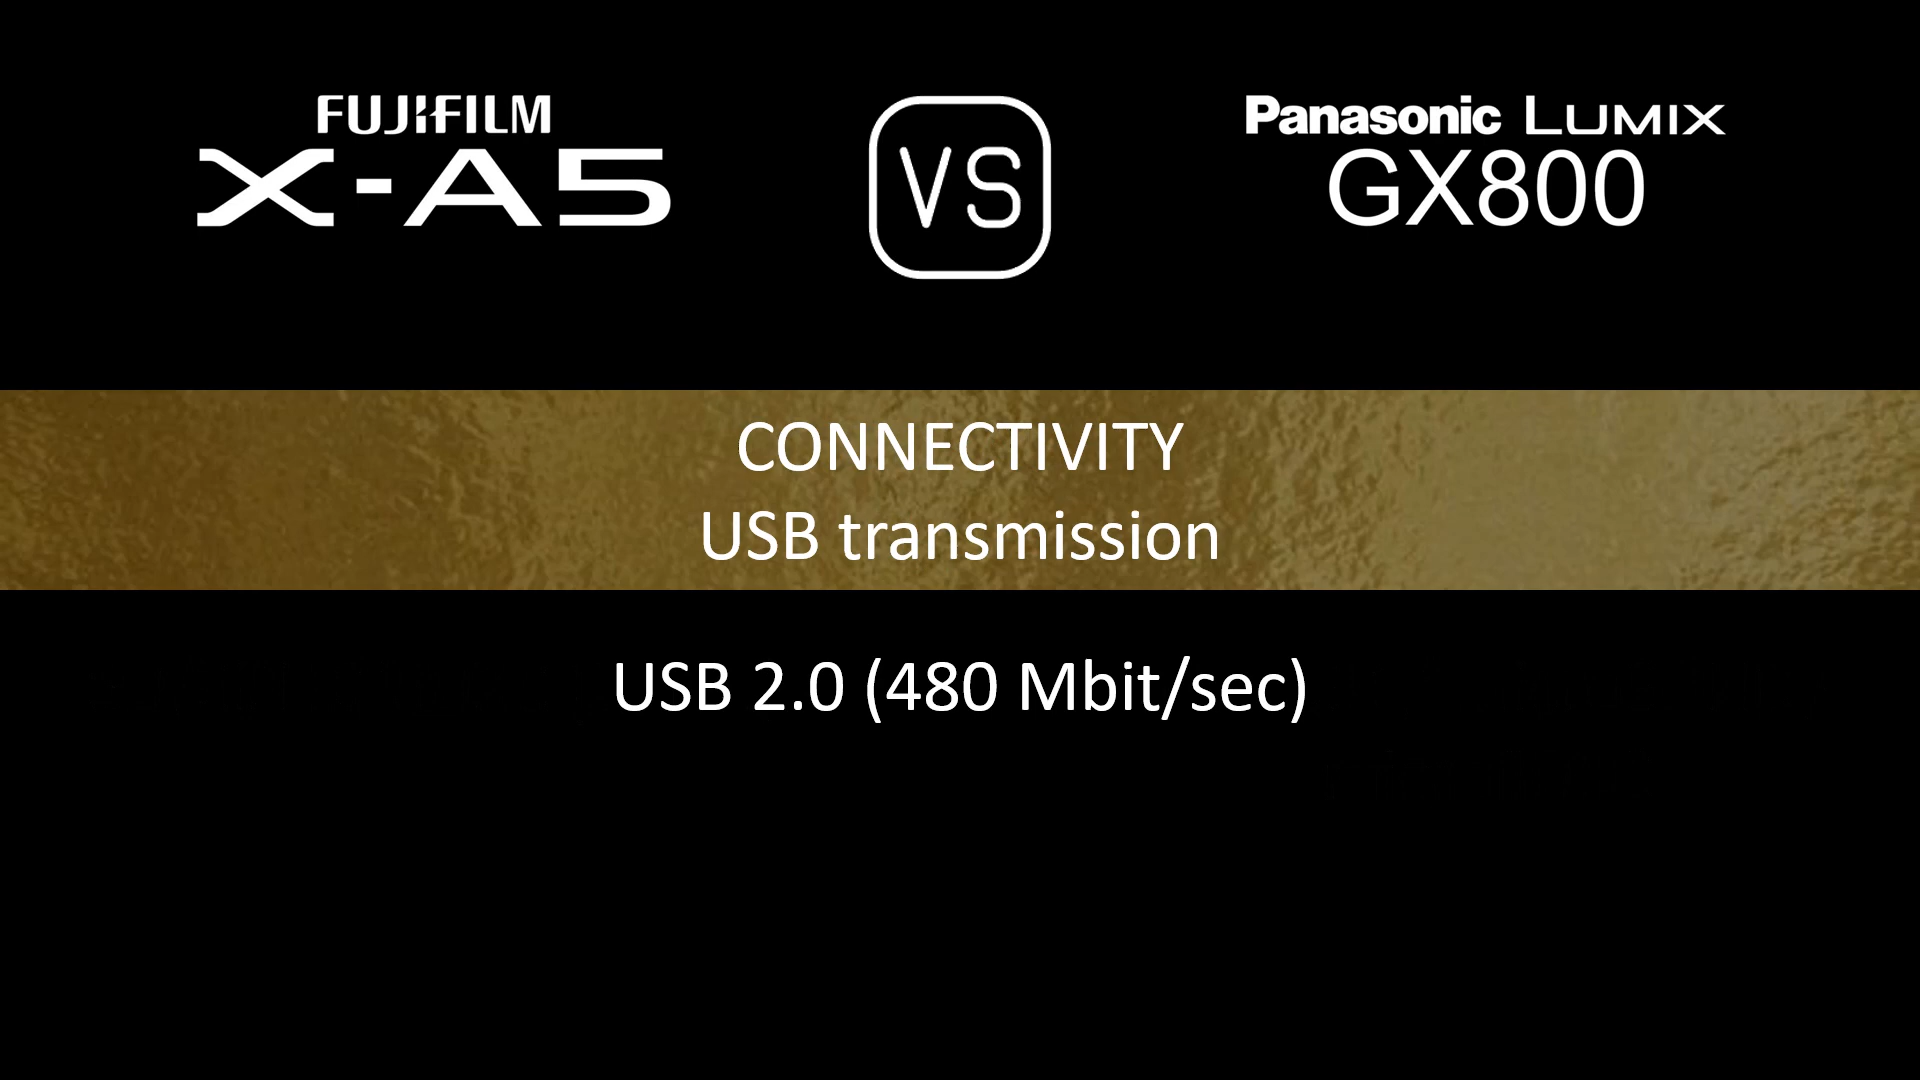 FUJIFILM
X-A5
VS
Panasonic LUMIX
GX800
CONNECTIVITY
USB transmission
USB 2.0 (480 Mbit/sec)